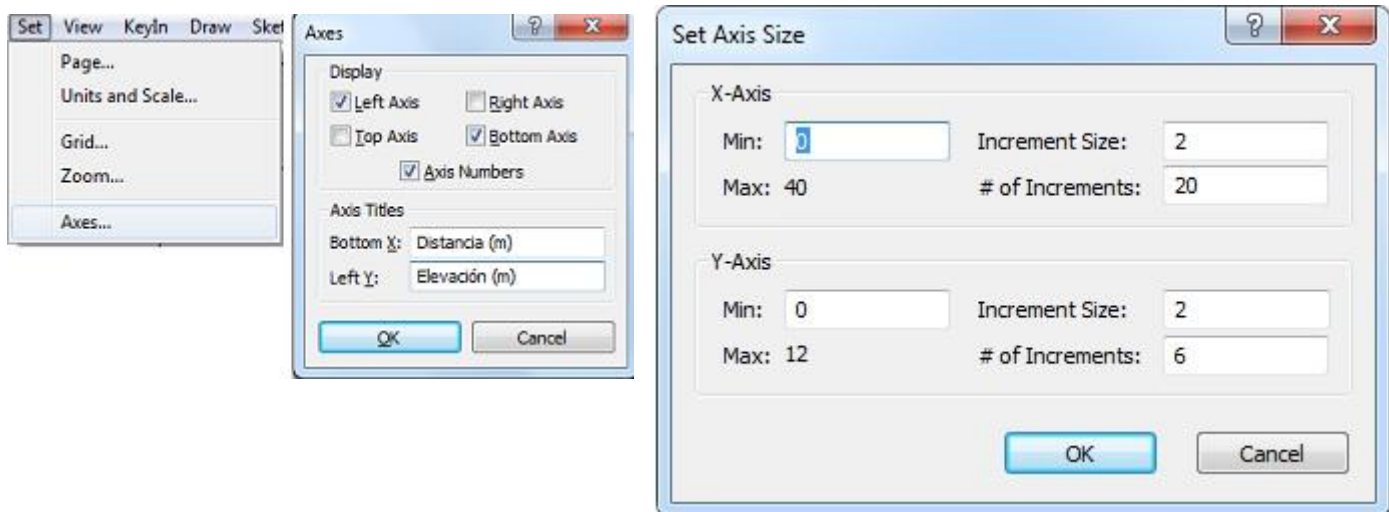 Set View KeyIn Draw Sket
Page...
Units and Scale...
Grid...
Zoom...
Axes...
Axes
Display
Left Axis Right Axis
Top Axis Bottom Axis
Axis Numbers
Axis Titles
Bottom X: Distancia (m)
Left Y: Elevación (m)
OK Cancel
Set Axis Size
X-Axis
Min: 0 Increment Size: 2
Max: 40 # of Increments: 20
Y-Axis
Min: 0 Increment Size: 2
Max: 12 # of Increments: 6
OK Cancel